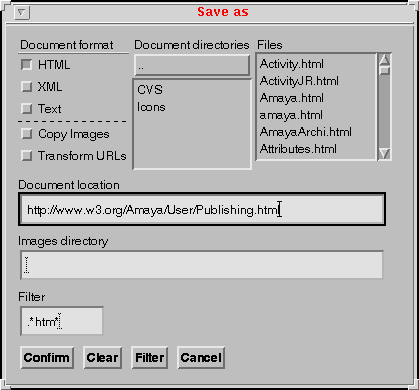 Save as
Document format
Document directories
Files
HTML
XML
Text
Copy Images
Transform URLs
..
CVS
Icons
Activity.html
ActivityJR.html
Amaya.html
amaya.html
AmayaArchi.html
Attributes.html
Document location
http://www.w3.org/Amaya/User/Publishing.html
Images directory
Filter
.*htm*
Confirm Clear Filter Cancel